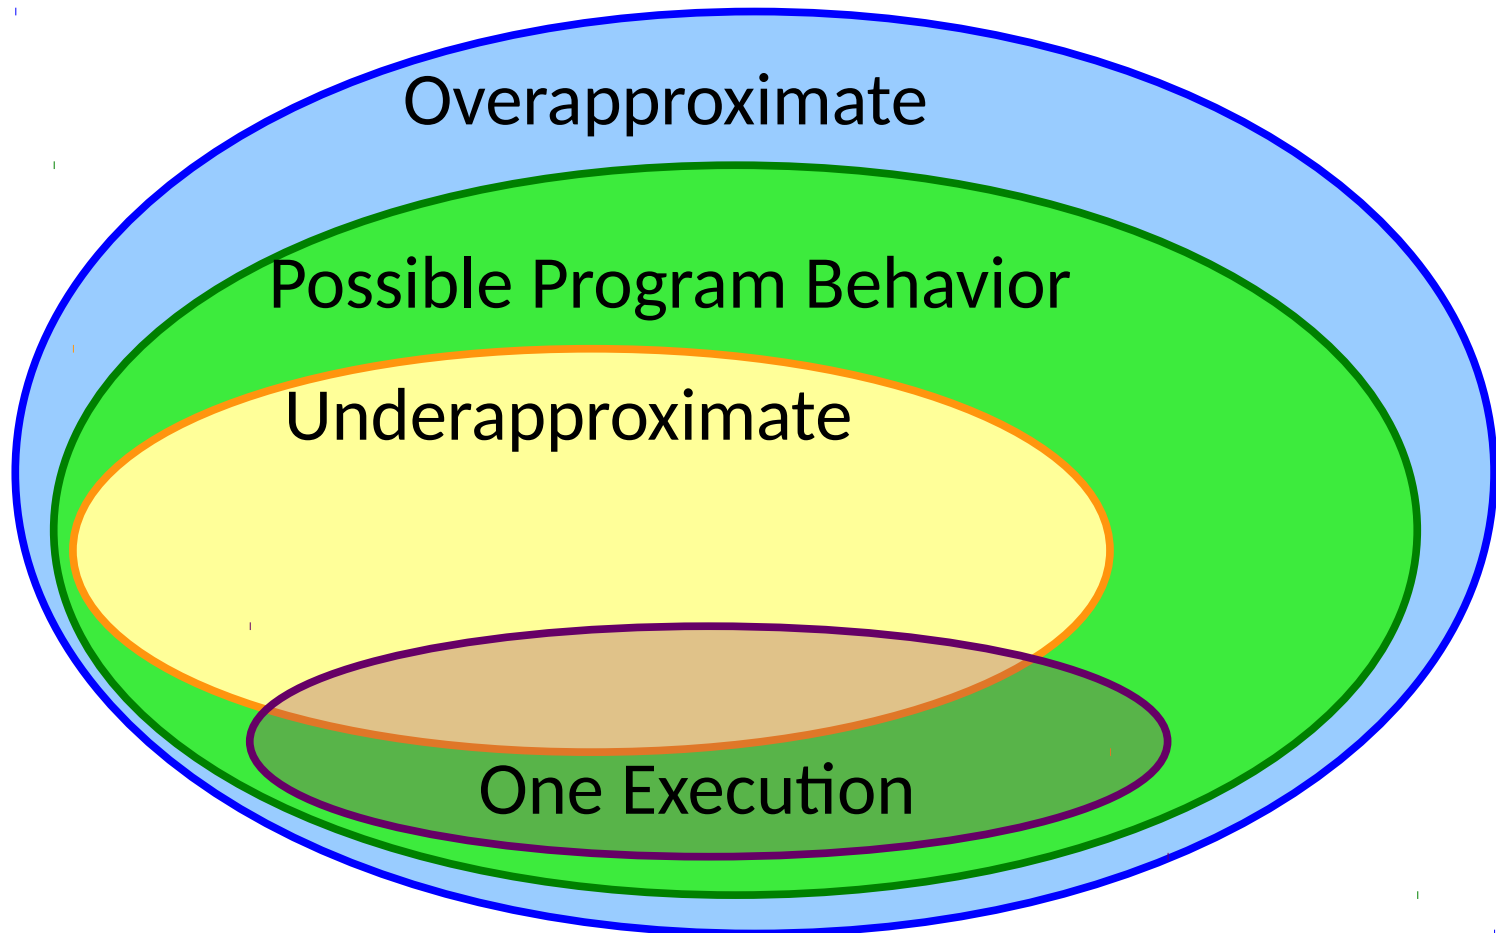 Overapproximate
Possible Program Behavior
Underapproximate
One Execution